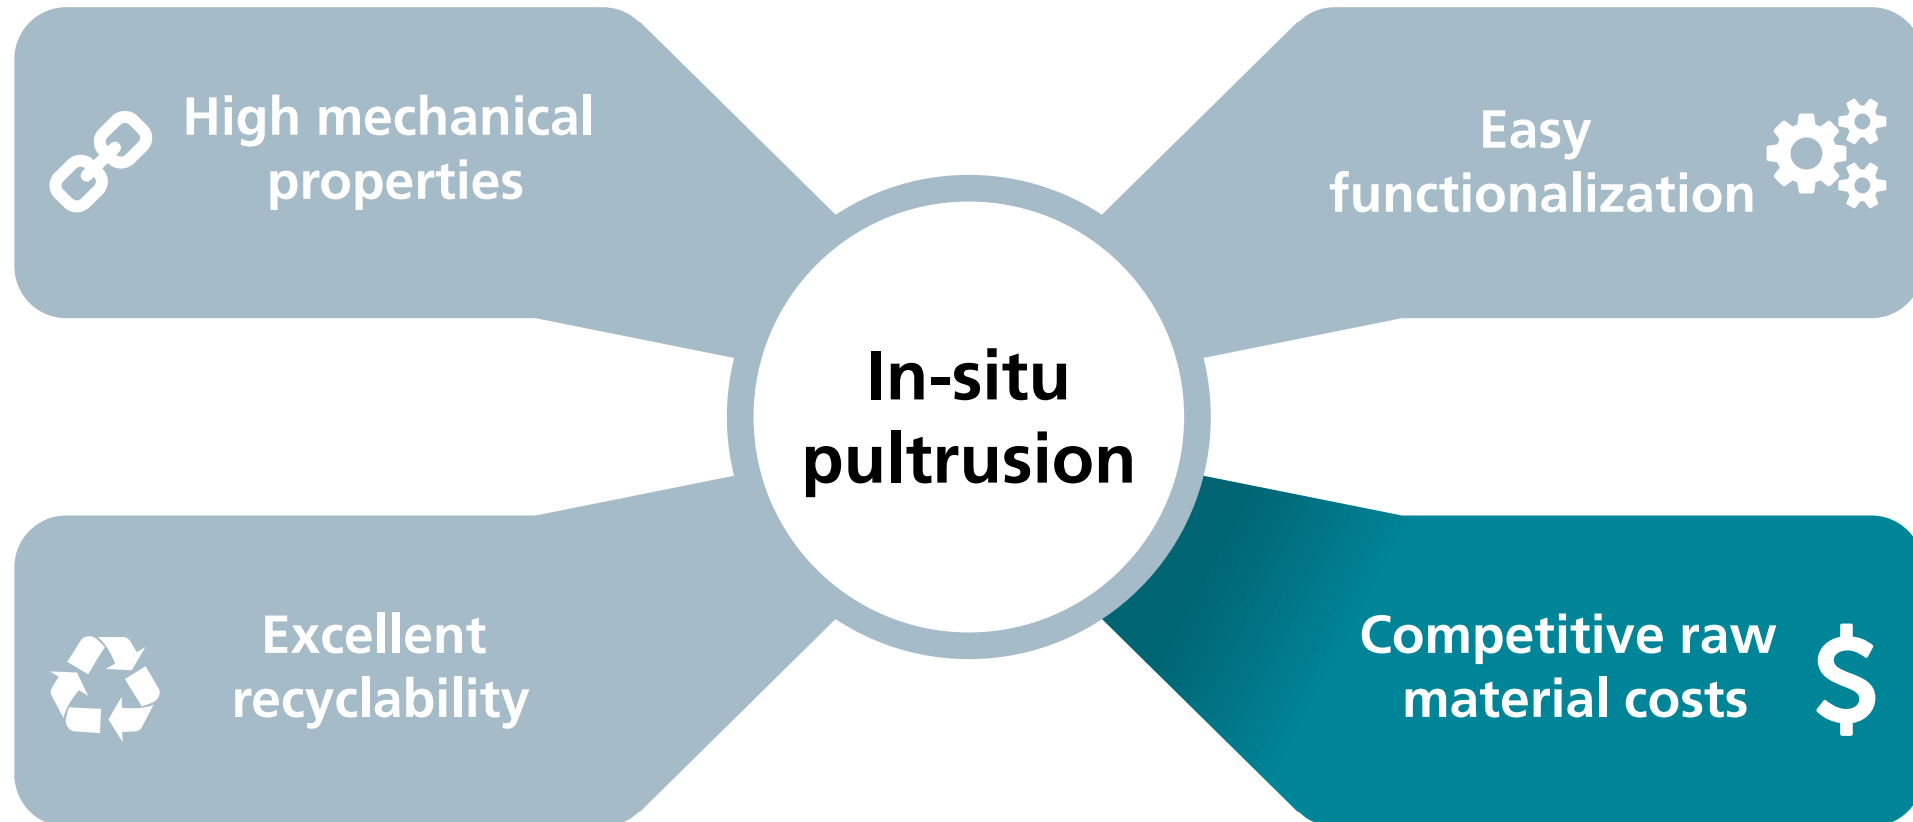 High mechanical
properties
Easy
functionalization
In-situ
pultrusion
Excellent
recyclability
Competitive raw
material costs
$